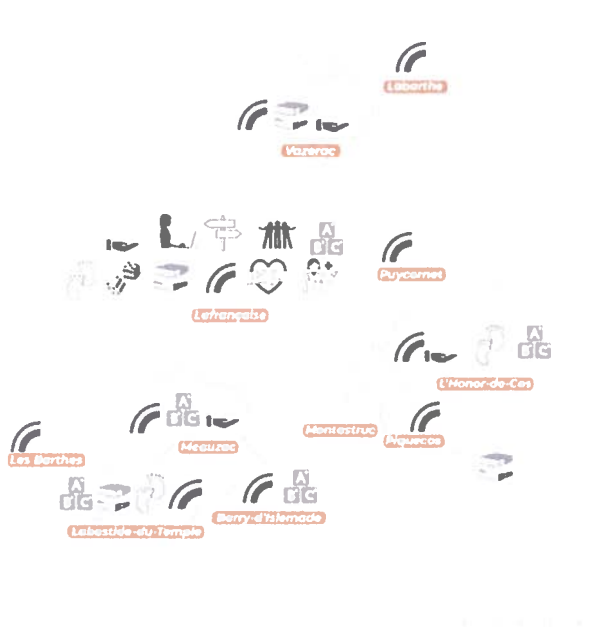 Labarthe
Vazerac
A
B C
Puycornet
Lafrançaise
A
B C
L'Honor-de-Cos
A
B C
Montastruc
Piquecos
Meauzac
Les Barthes
A
B C
A
B C
Barry-d'Islemade
Labastide-du-Temple